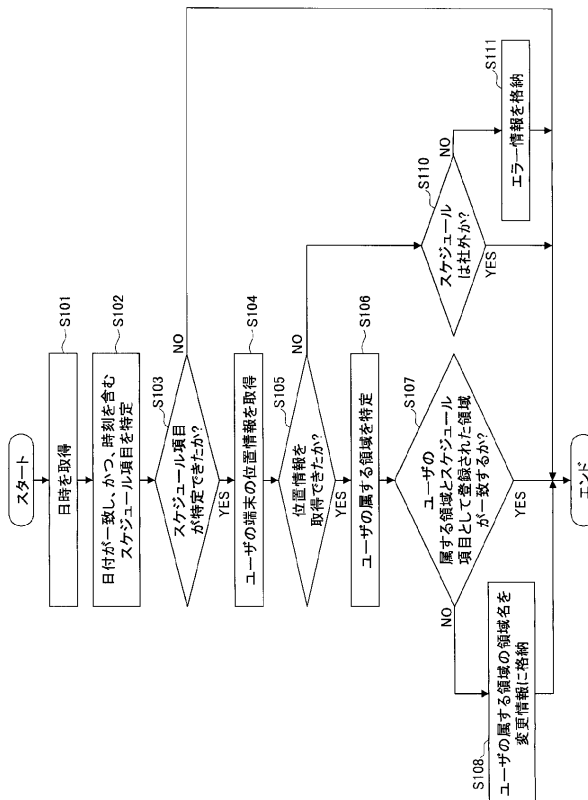 スタート
S101
日時を取得
S102
日付が一致し、かつ、時刻を含む
スケジュール項目を特定
S103
スケジュール項目
が特定できたか?
NO
YES
S104
ユーザの端末の位置情報を取得
S105
位置情報を
取得できたか?
NO
YES
S106
ユーザの属する領域を特定
S107
ユーザの
属する領域とスケジュール
項目として登録された領域
が一致するか?
NO
YES
S108
ユーザの属する領域の領域名を
変更情報に格納
S110
スケジュール
は社外か?
NO
YES
S111
エラー情報を格納
エンド